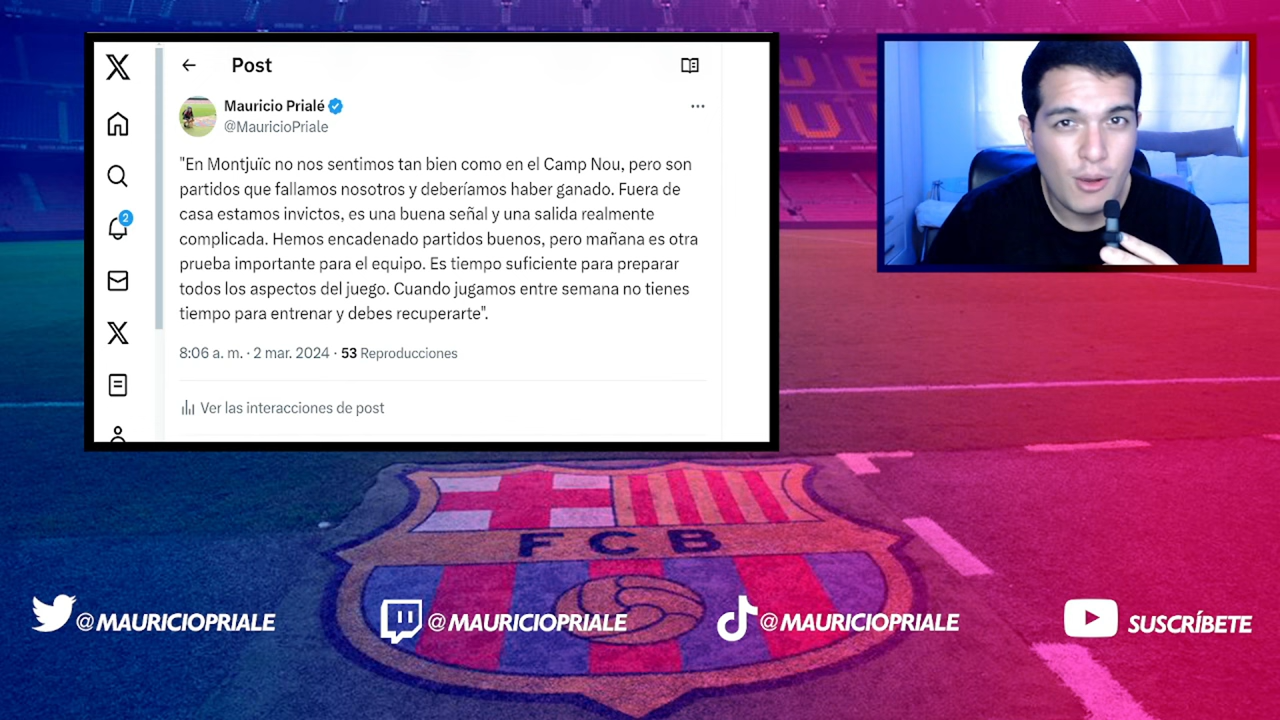 Post
Mauricio Prialé
@MauricioPriale
"En Montjuïc no nos sentimos tan bien como en el Camp Nou, pero son
partidos que fallamos nosotros y deberíamos haber ganado. Fuera de
casa estamos invictos, es una buena señal y una salida realmente
complicada. Hemos encadenado partidos buenos, pero mañana es otra
prueba importante para el equipo. Es tiempo suficiente para preparar
todos los aspectos del juego. Cuando jugamos entre semana no tienes
tiempo para entrenar y debes recuperarte".
8:06 a. m. · 2 mar. 2024 · 53 Reproducciones
Ver las interacciones de post
2
FCB
@MAURICIOPRIALE
@MAURICIOPRIALE
@MAURICIOPRIALE
SUSCRÍBETE